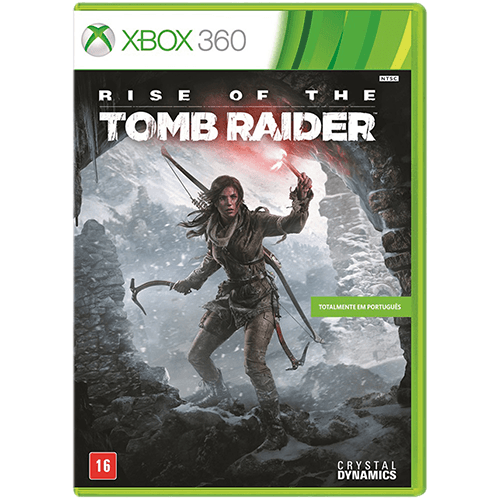 XBOX 360
NTSC
RISE OF THE
TOMB RAIDER
TOTALMENTE EM PORTUGUÊS
16
CRYSTAL
DYNAMICS